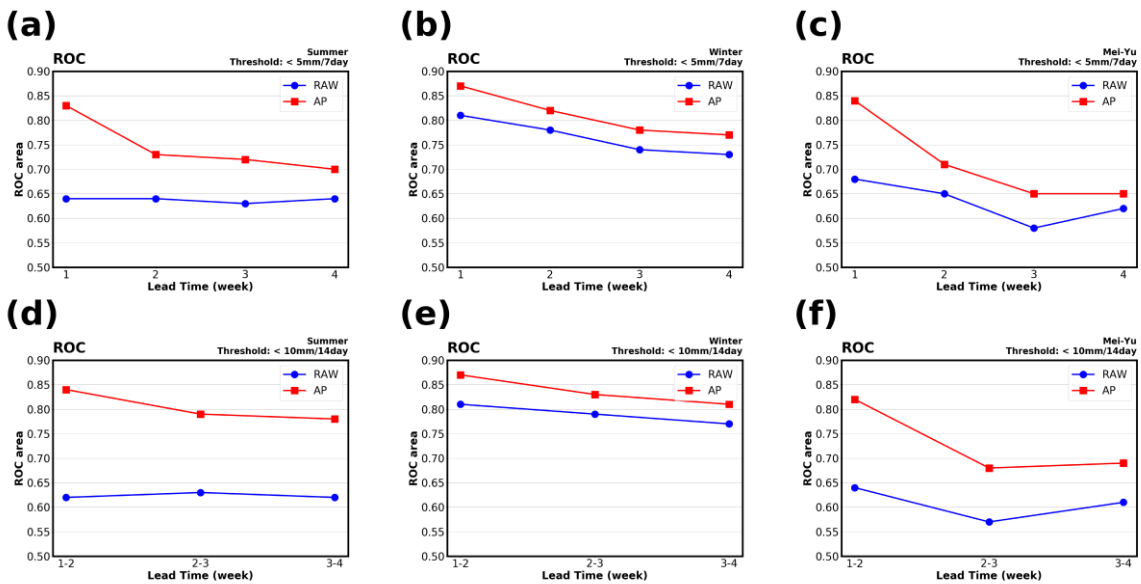 (a)
ROC
Summer
Threshold: < 5mm/7day
0.90
0.85
0.80
0.75
0.70
0.65
0.60
0.55
0.50
ROC area
RAW
AP
1 2 3 4
Lead Time (week)
(b)
ROC
Winter
Threshold: < 5mm/7day
0.90
0.85
0.80
0.75
0.70
0.65
0.60
0.55
0.50
ROC area
RAW
AP
1 2 3 4
Lead Time (week)
(c)
ROC
Mei-Yu
Threshold: < 5mm/7day
0.90
0.85
0.80
0.75
0.70
0.65
0.60
0.55
0.50
ROC area
RAW
AP
1 2 3 4
Lead Time (week)
(d)
ROC
Summer
Threshold: < 10mm/14day
0.90
0.85
0.80
0.75
0.70
0.65
0.60
0.55
0.50
ROC area
RAW
AP
1-2 2-3 3-4
Lead Time (week)
(e)
ROC
Winter
Threshold: < 10mm/14day
0.90
0.85
0.80
0.75
0.70
0.65
0.60
0.55
0.50
ROC area
RAW
AP
1-2 2-3 3-4
Lead Time (week)
(f)
ROC
Mei-Yu
Threshold: < 10mm/14day
0.90
0.85
0.80
0.75
0.70
0.65
0.60
0.55
0.50
ROC area
RAW
AP
1-2 2-3 3-4
Lead Time (week)